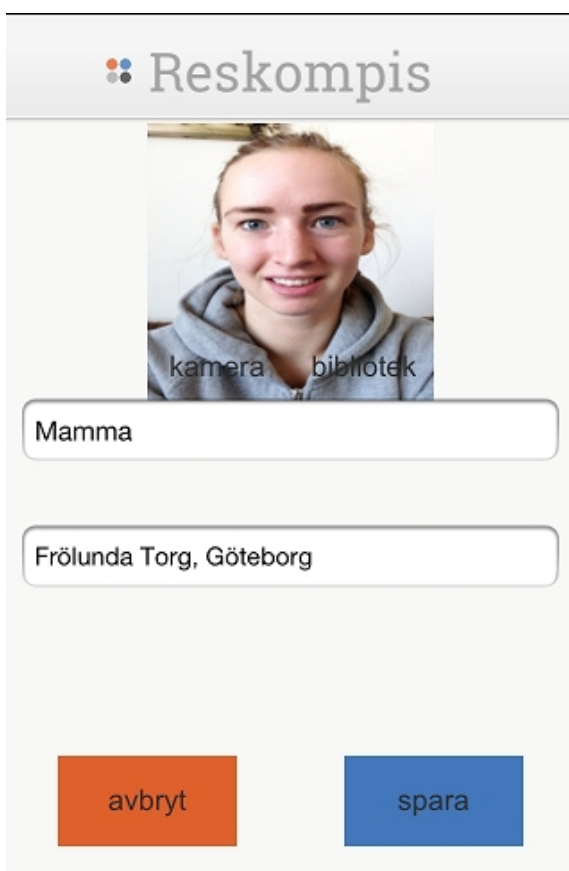 Reskompis
kamera bibliotek
Mamma
Frölunda Torg, Göteborg
avbryt spara